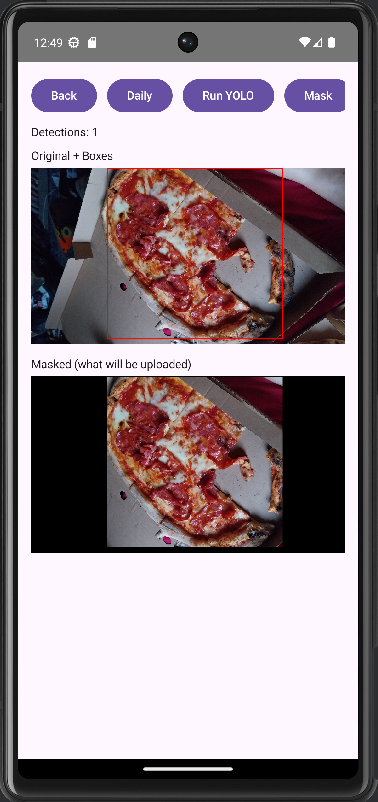 12:49
Back Daily Run YOLO Mask
Detections: 1
Original + Boxes
Masked (what will be uploaded)